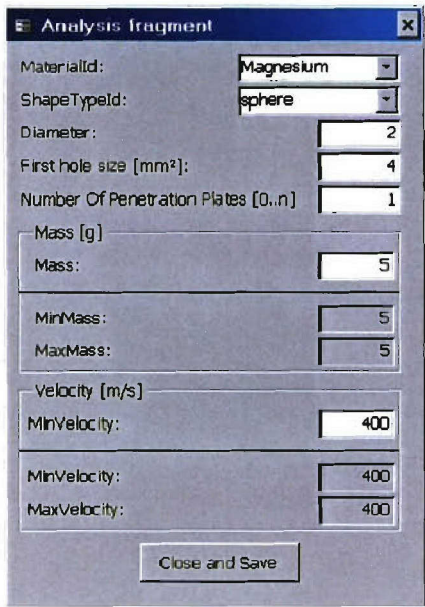 Analysis fragment
MaterialId: Magnesium
ShapeTypeId: sphere
Diameter: 2
First hole size [mm²]: 4
Number Of Penetration Plates [0..n] 1
Mass [g]
Mass: 5
MinMass: 5
MaxMass: 5
Velocity [m/s]
MinVelocity: 400
MinVelocity: 400
MaxVelocity: 400
Close and Save